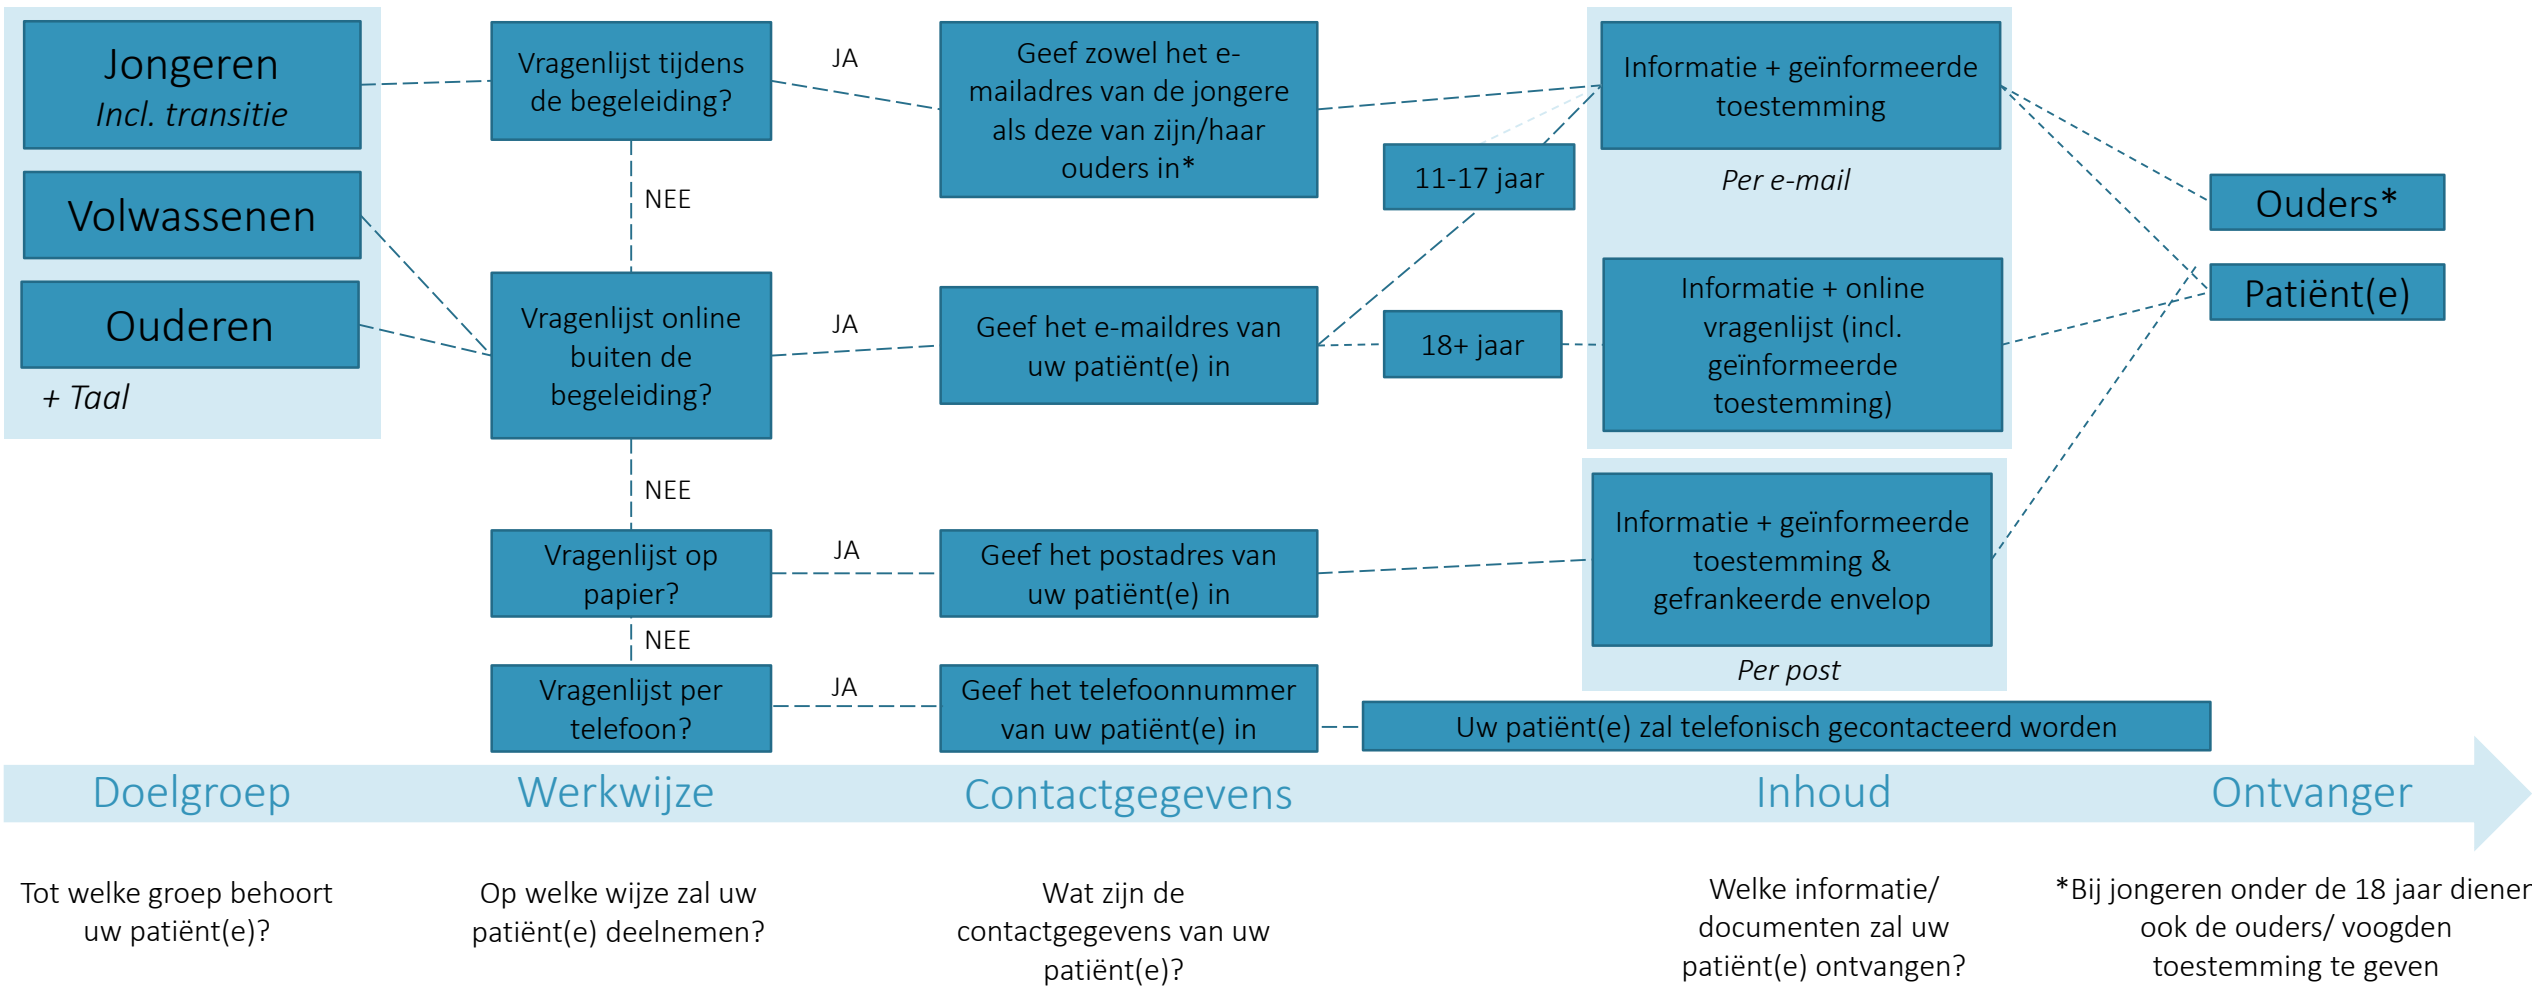 Jongeren
Incl. transitie
Volwassenen
Ouderen
+ Taal
Vragenlijst tijdens
de begeleiding?
JA
NEE
Vragenlijst online
buiten de
begeleiding?
JA
NEE
Vragenlijst op
papier?
JA
NEE
Vragenlijst per
telefoon?
JA
Geef zowel het e-
mailadres van de jongere
als deze van zijn/haar
ouders in*
Geef het e-maildres van
uw patiënt(e) in
Geef het postadres van
uw patiënt(e) in
Geef het telefoonnummer
van uw patiënt(e) in
11-17 jaar
18+ jaar
Informatie + geïnformeerde
toestemming
Per e-mail
Informatie + online
vragenlijst (incl.
geïnformeerde
toestemming)
Informatie + geïnformeerde
toestemming &
gefrankeerde envelop
Per post
Uw patiënt(e) zal telefonisch gecontacteerd worden
Ouders*
Patiënt(e)
Doelgroep
Werkwijze
Contactgegevens
Inhoud
Ontvanger
Tot welke groep behoort
uw patiënt(e)?
Op welke wijze zal uw
patiënt(e) deelnemen?
Wat zijn de
contactgegevens van uw
patiënt(e)?
Welke informatie/
documenten zal uw
patiënt(e) ontvangen?
*Bij jongeren onder de 18 jaar diener
ook de ouders/ voogden
toestemming te geven